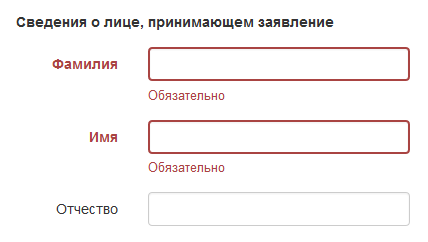 Сведения о лице, принимающем заявление
Фамилия
Обязательно
Имя
Обязательно
Отчество